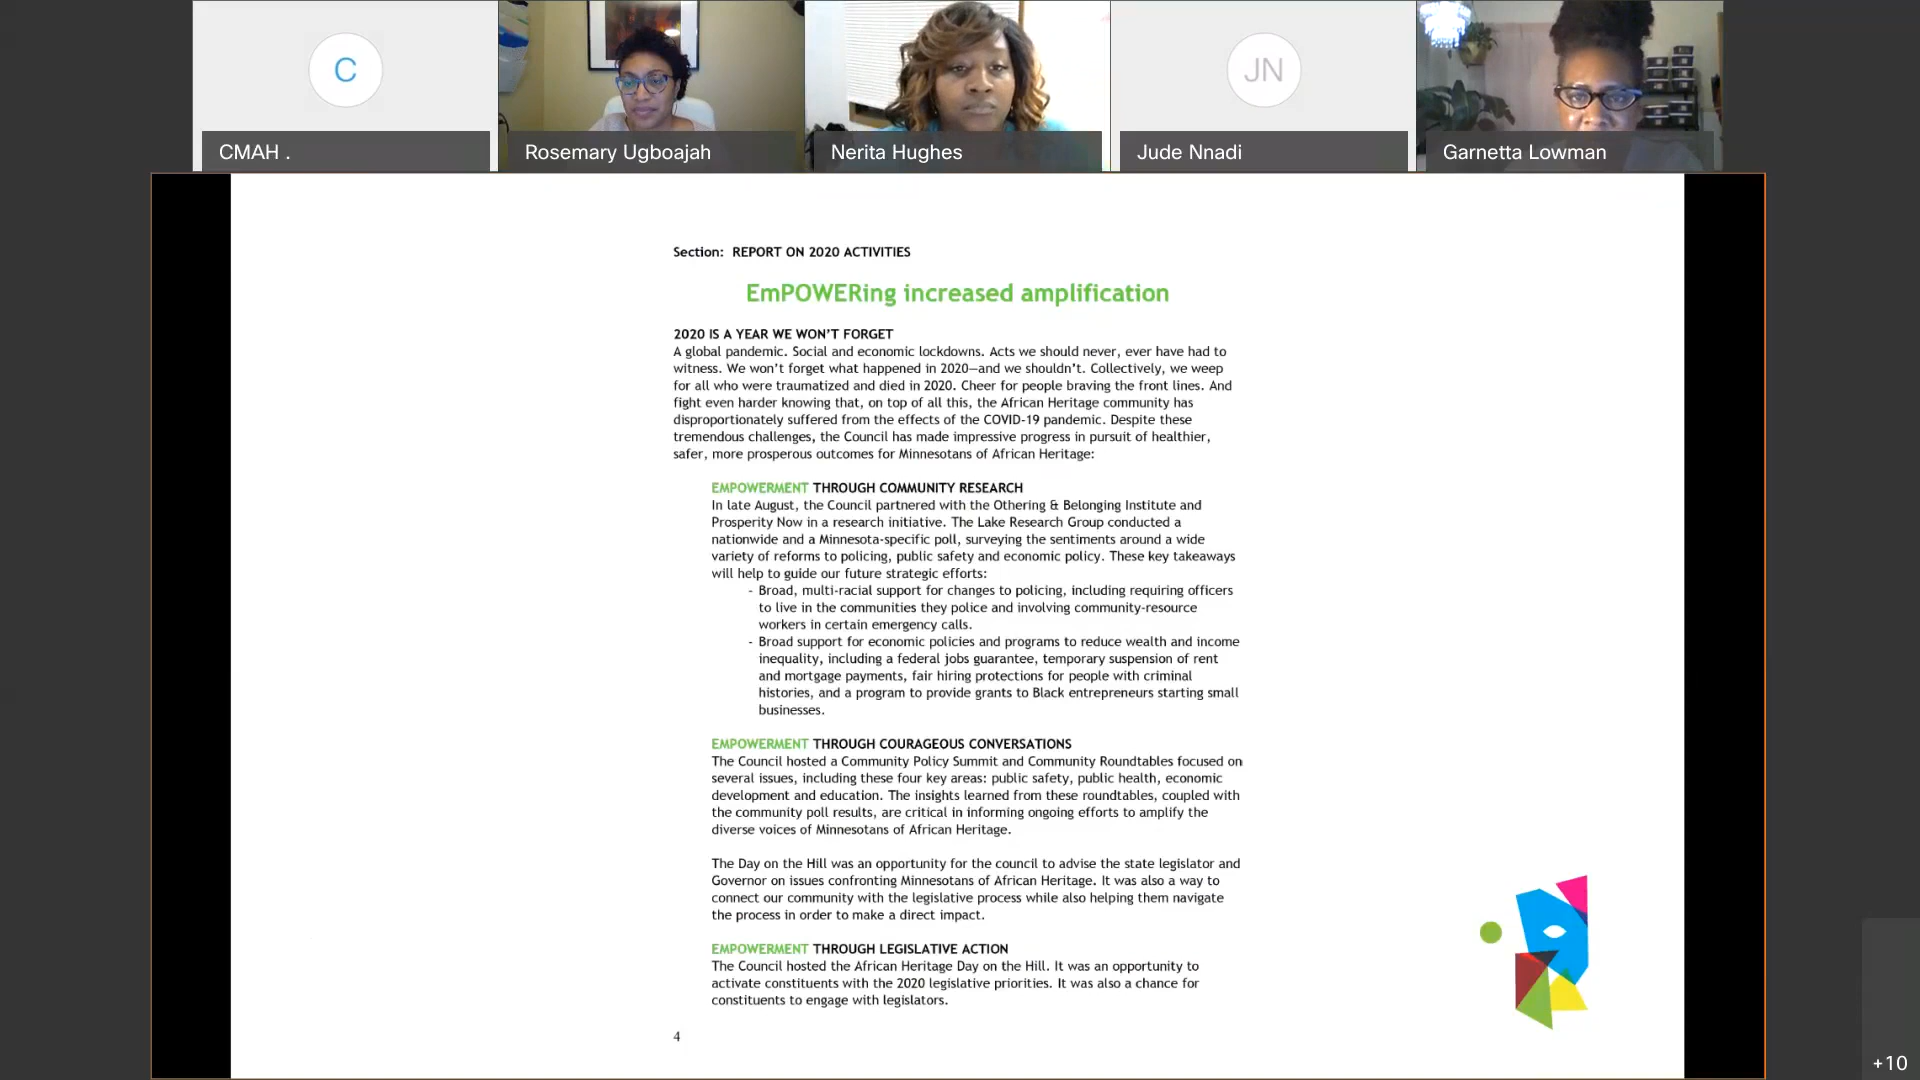 C
JN
CMAH .
Rosemary Ugboajah
Nerita Hughes
Jude Nnadi
Garnetta Lowman
Section: REPORT ON 2020 ACTIVITIES
EmPOWERing increased amplification
2020 IS A YEAR WE WON'T FORGET
A global pandemic. Social and economic lockdowns. Acts we should never, ever have had to
witness. We won't forget what happened in 2020—and we shouldn't. Collectively, we weep
for all who were traumatized and died in 2020. Cheer for people braving the front lines. And
fight even harder knowing that, on top of all this, the African Heritage community has
disproportionately suffered from the effects of the COVID-19 pandemic. Despite these
tremendous challenges, the Council has made impressive progress in pursuit of healthier,
safer, more prosperous outcomes for Minnesotans of African Heritage:
EMPOWERMENT THROUGH COMMUNITY RESEARCH
In late August, the Council partnered with the Othering & Belonging Institute and
Prosperity Now in a research initiative. The Lake Research Group conducted a
nationwide and a Minnesota-specific poll, surveying the sentiments around a wide
variety of reforms to policing, public safety and economic policy. These key takeaways
will help to guide our future strategic efforts:
- Broad, multi-racial support for changes to policing, including requiring officers
to live in the communities they police and involving community-resource
workers in certain emergency calls.
- Broad support for economic policies and programs to reduce wealth and income
inequality, including a federal jobs guarantee, temporary suspension of rent
and mortgage payments, fair hiring protections for people with criminal
histories, and a program to provide grants to Black entrepreneurs starting small
businesses.
EMPOWERMENT THROUGH COURAGEOUS CONVERSATIONS
The Council hosted a Community Policy Summit and Community Roundtables focused on
several issues, including these four key areas: public safety, public health, economic
development and education. The insights learned from these roundtables, coupled with
the community poll results, are critical in informing ongoing efforts to amplify the
diverse voices of Minnesotans of African Heritage.
The Day on the Hill was an opportunity for the council to advise the state legislator and
Governor on issues confronting Minnesotans of African Heritage. It was also a way to
connect our community with the legislative process while also helping them navigate
the process in order to make a direct impact.
EMPOWERMENT THROUGH LEGISLATIVE ACTION
The Council hosted the African Heritage Day on the Hill. It was an opportunity to
activate constituents with the 2020 legislative priorities. It was also a chance for
constituents to engage with legislators.
4
+10